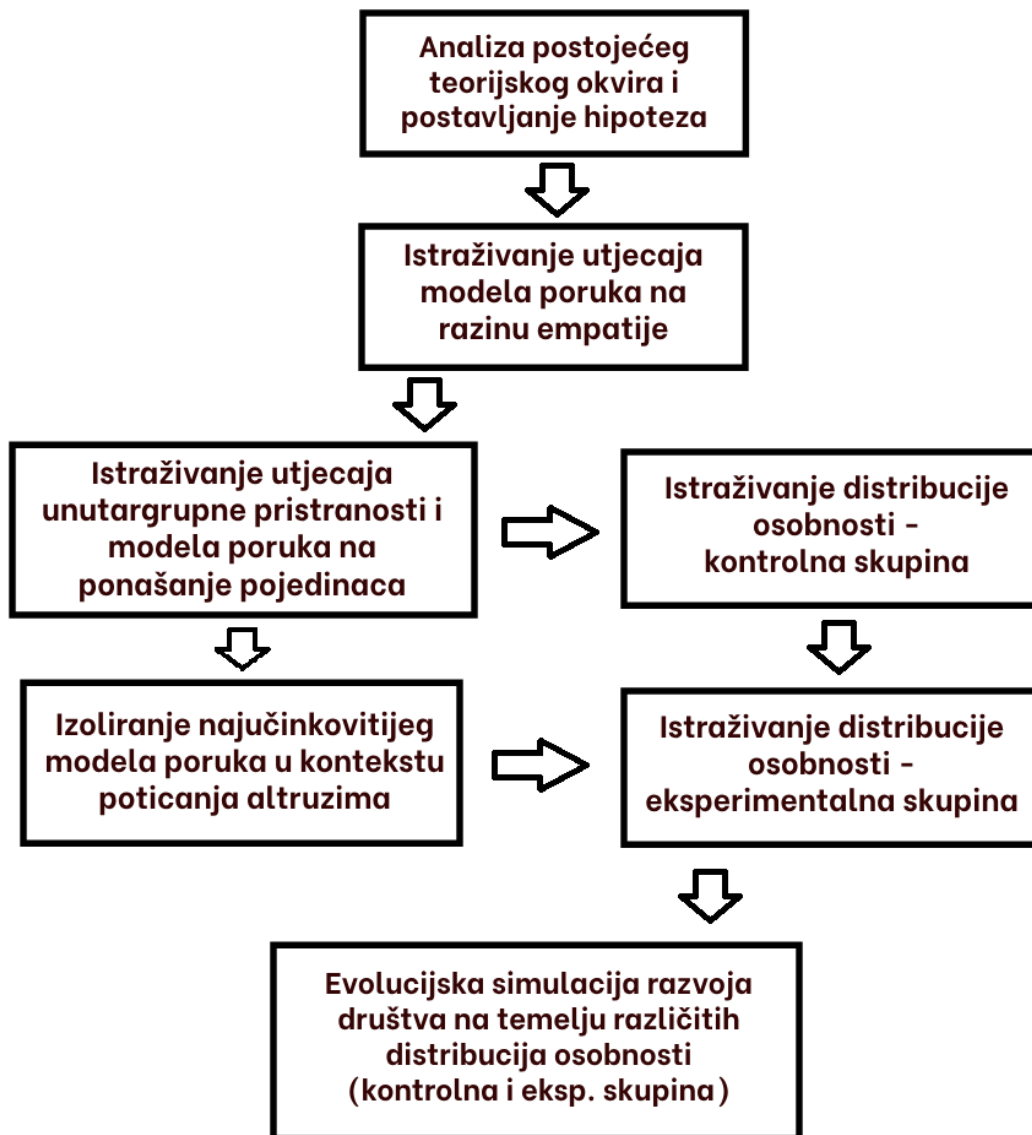 Analiza postojećeg
teorijskog okvira i
postavljanje hipoteza
Istraživanje utjecaja
modela poruka na
razinu empatije
Istraživanje utjecaja
unutargrupne pristranosti i
modela poruka na
ponašanje pojedinaca
Istraživanje distribucije
osobnosti -
kontrolna skupina
Izoliranje najučinkovitijeg
modela poruka u kontekstu
poticanja altruzima
Istraživanje distribucije
osobnosti -
eksperimentalna skupina
Evolucijska simulacija razvoja
društva na temelju različitih
distribucija osobnosti
(kontrolna i eksp. skupina)